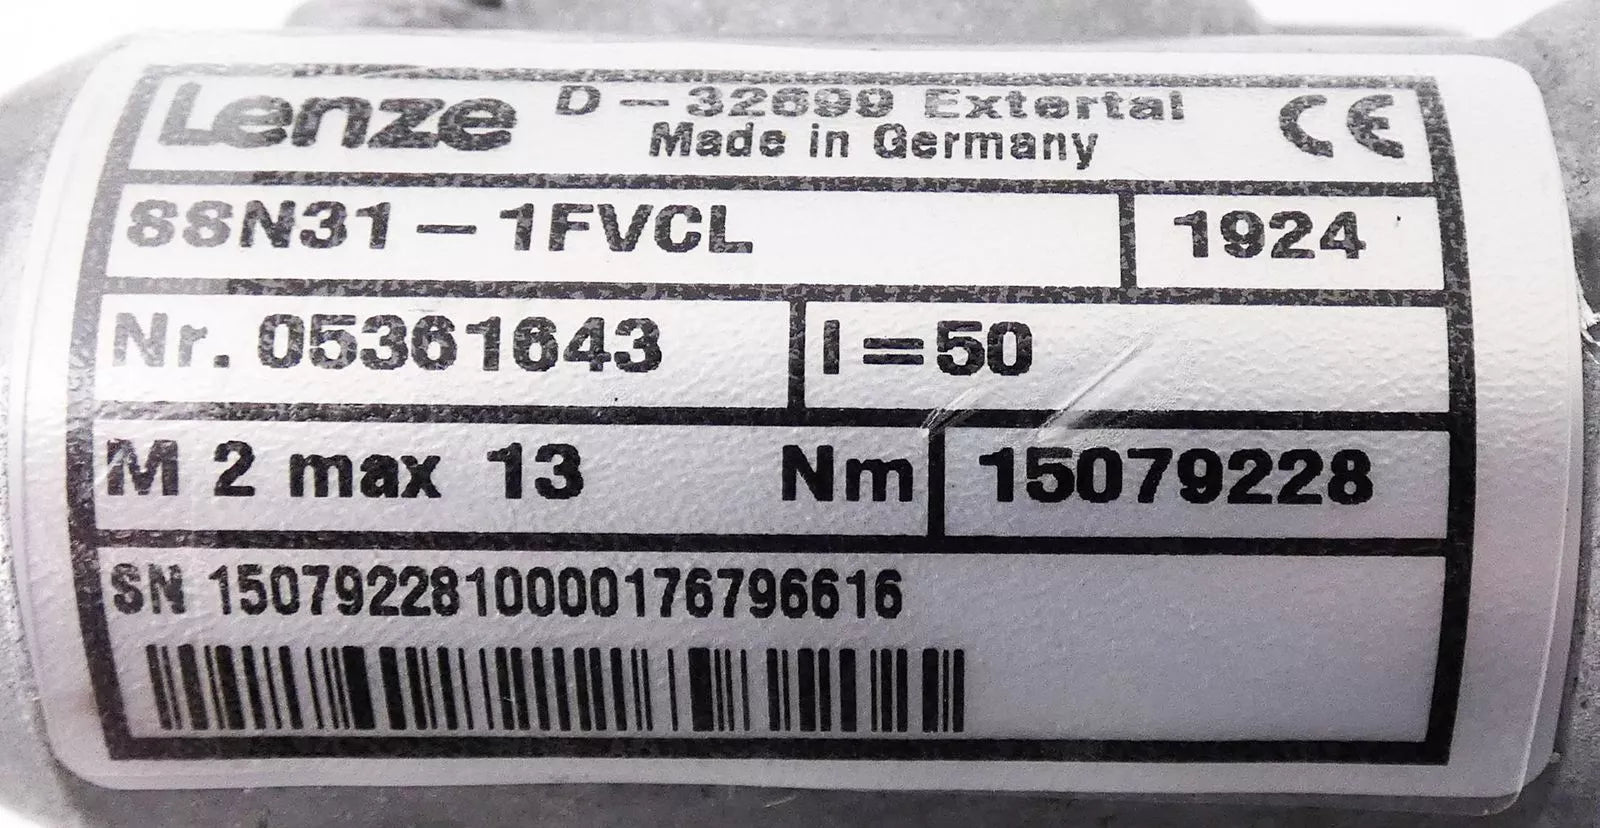 Lenze D-32699 Extertal CE
Made in Germany
SSN31-1FVCL 1924
Nr. 05361643 I=50
M 2 max 13 Nm 15079228
SN 1507922810000176796616